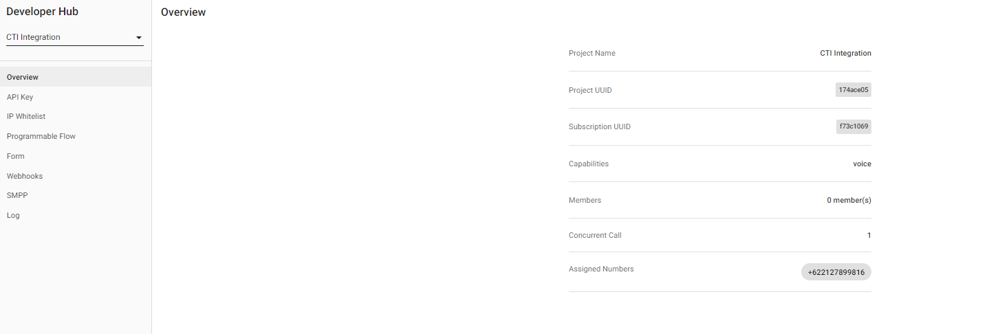 Developer Hub
CTI Integration
Overview
API Key
IP Whitelist
Programmable Flow
Form
Webhooks
SMPP
Log
Overview
Project Name CTI Integration
Project UUID 174ace05
Subscription UUID f73c1069
Capabilities voice
Members 0 member(s)
Concurrent Call 1
Assigned Numbers +622127899816